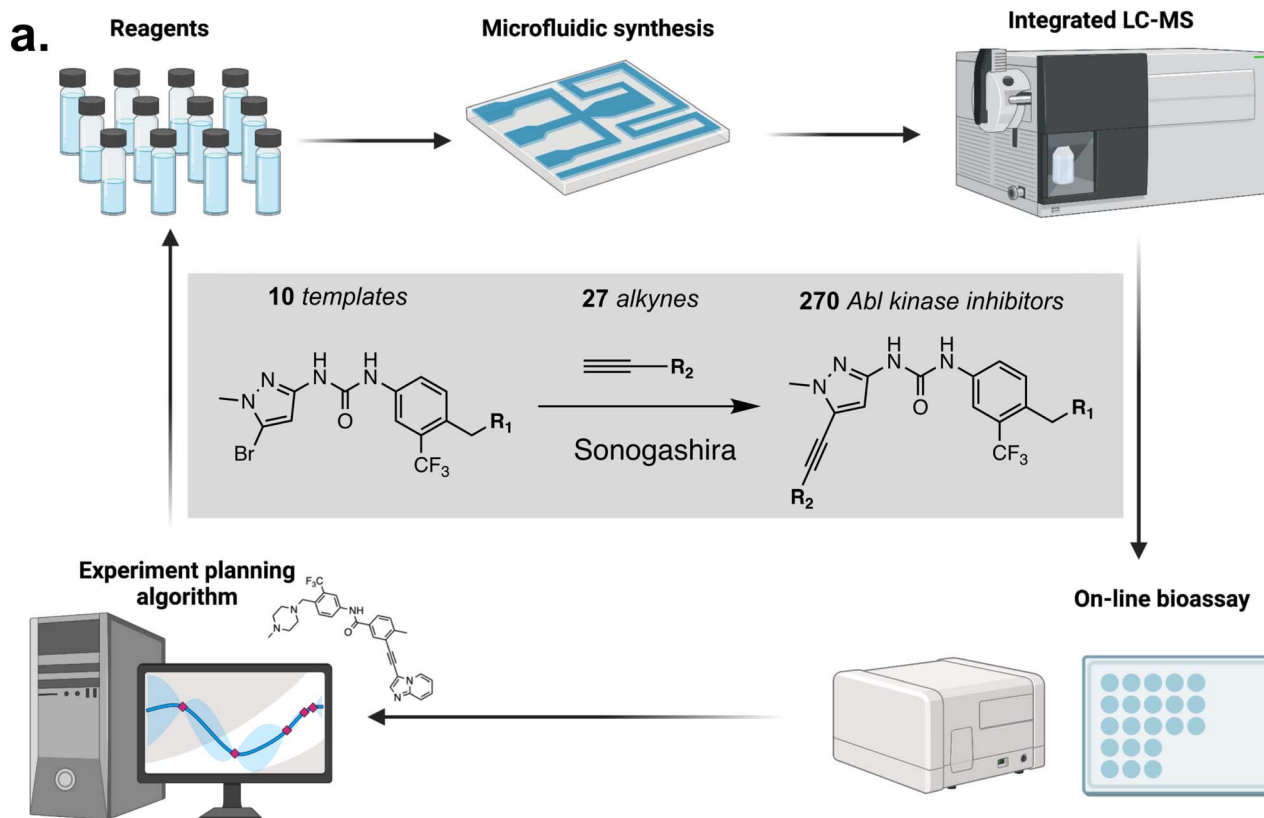 a.
Reagents
Microfluidic synthesis
Integrated LC-MS
10 templates
27 alkynes
270 Abl kinase inhibitors
N
N
H
N
H
N
O
Br
CF3
R1
R2
Sonogashira
N
N
H
N
H
N
O
CF3
R1
R2
Experiment planning
algorithm
F3C
N
N
NH
O
N
N
On-line bioassay